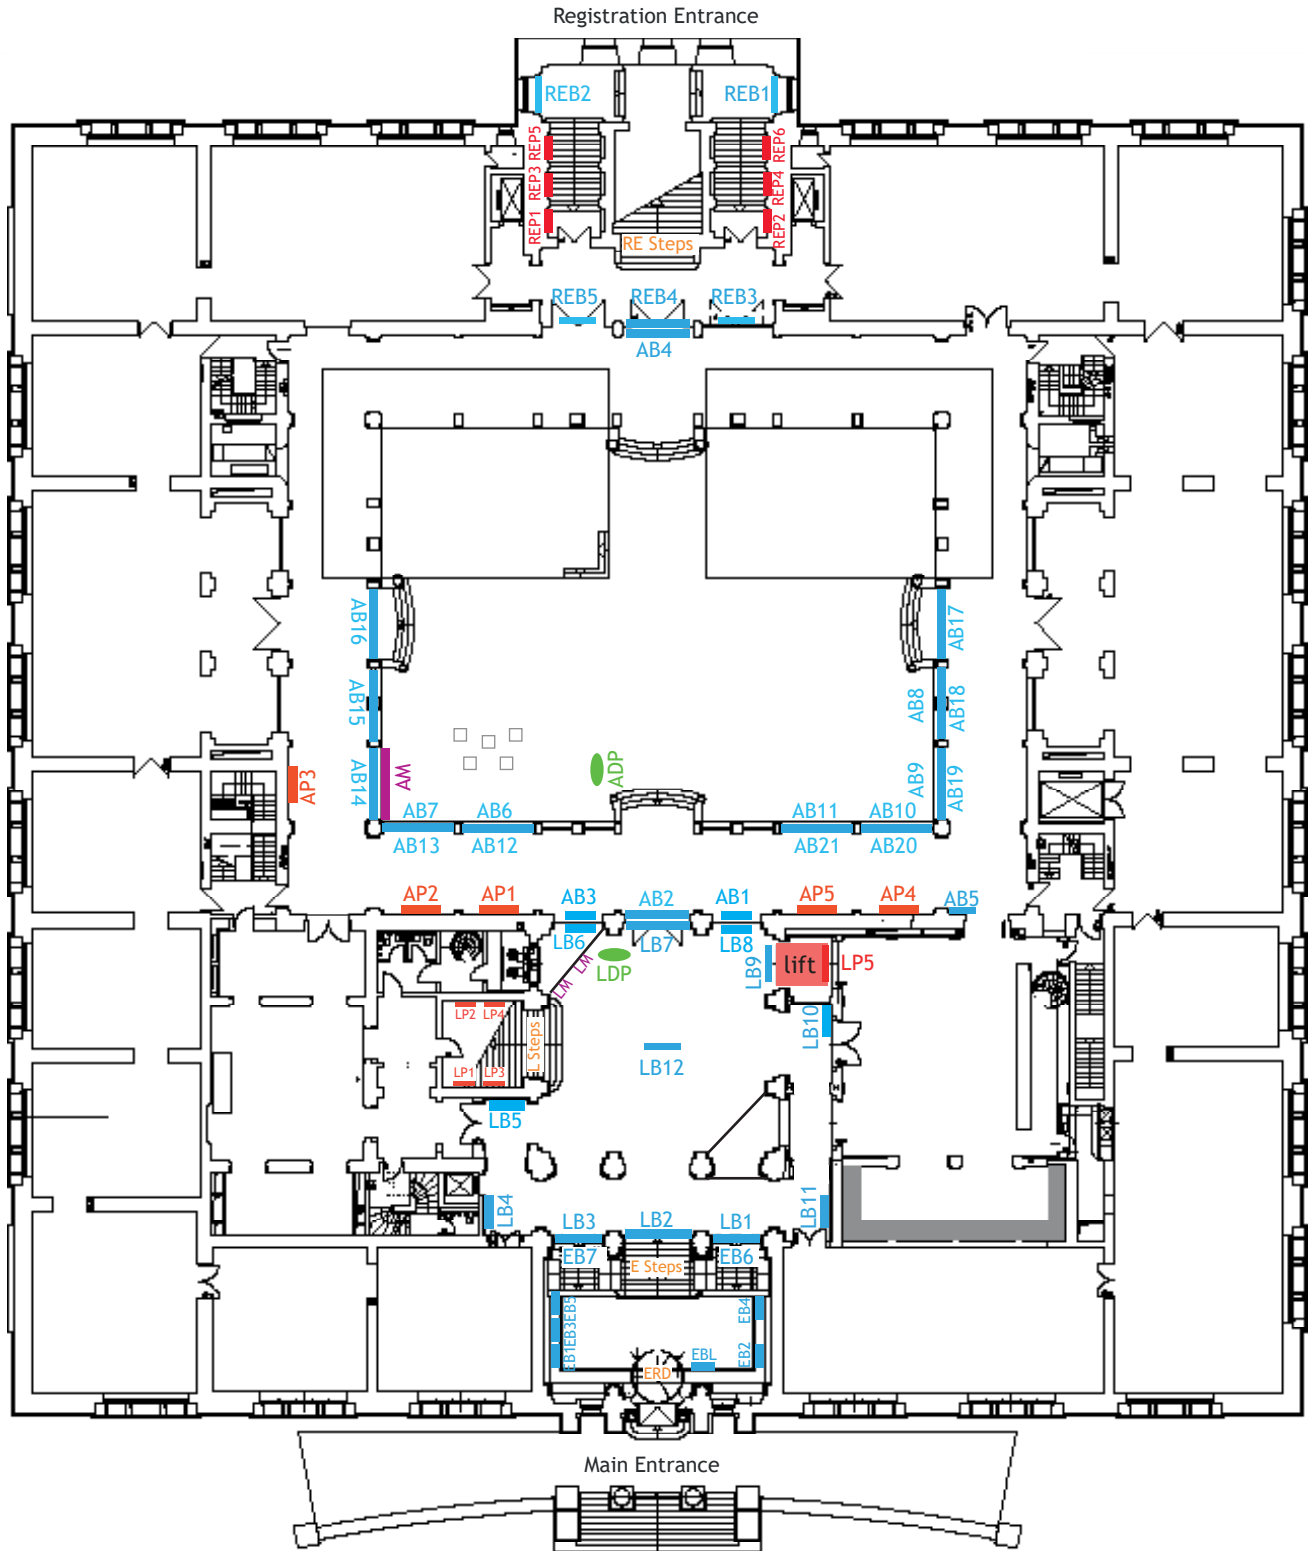 Registration Entrance
REB2
REB1
REP5
REP6
REP3
REP4
REP1
REP2
RE Steps
REB5
REB4
REB3
AB4
AB16
AB17
AB15
AB8
AB18
AB14
AM
ADP
AB9
AB19
AP3
AB7
AB6
AB11
AB10
AB13
AB12
AB21
AB20
AP2
AP1
AB3
AB2
AB1
AP5
AP4
AB5
LB6
LB7
LB8
LM
LM
LDP
LB9
lift
LP5
LP2
LP4
L Steps
LB10
LB12
LP1
LP3
LB5
LB4
LB11
LB3
LB2
LB1
EB7
E Steps
EB6
EB5
EB4
EB3
EB1
EBL
EB2
ERD
Main Entrance